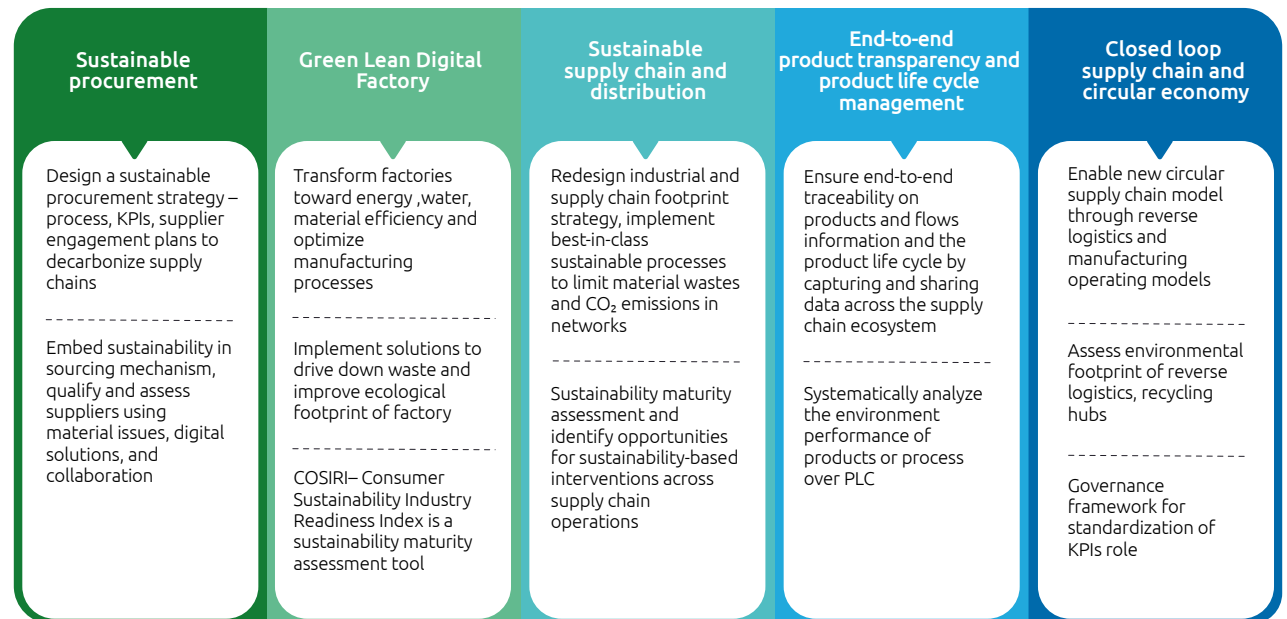 Sustainable
procurement
Design a sustainable
procurement strategy –
process, KPIs, supplier
engagement plans to
decarbonize supply
chains
Embed sustainability in
sourcing mechanism,
qualify and assess
suppliers using
material issues, digital
solutions, and
collaboration
Green Lean Digital
Factory
Transform factories
toward energy ,water,
material efficiency and
optimize
manufacturing
processes
Implement solutions to
drive down waste and
improve ecological
footprint of factory
COSIRI– Consumer
Sustainability Industry
Readiness Index is a
sustainability maturity
assessment tool
Sustainable
supply chain and
distribution
Redesign industrial and
supply chain footprint
strategy, implement
best-in-class
sustainable processes
to limit material wastes
and CO₂ emissions in
networks
Sustainability maturity
assessment and
identify opportunities
for sustainability-based
interventions across
supply chain
operations
End-to-end
product transparency and
product life cycle
management
Ensure end-to-end
traceability on
products and flows
information and the
product life cycle by
capturing and sharing
data across the supply
chain ecosystem
Systematically analyze
the environment
performance of
products or process
over PLC
Closed loop
supply chain and
circular economy
Enable new circular
supply chain model
through reverse
logistics and
manufacturing
operating models
Assess environmental
footprint of reverse
logistics, recycling
hubs
Governance
framework for
standardization of
KPIs role